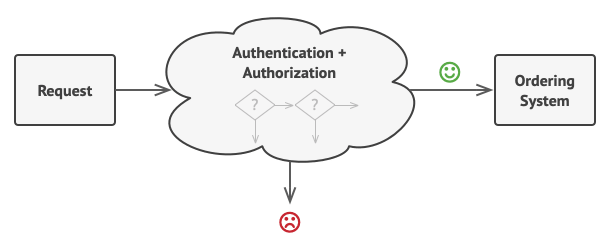 Request
Authentication +
Authorization
?
?
Ordering
System